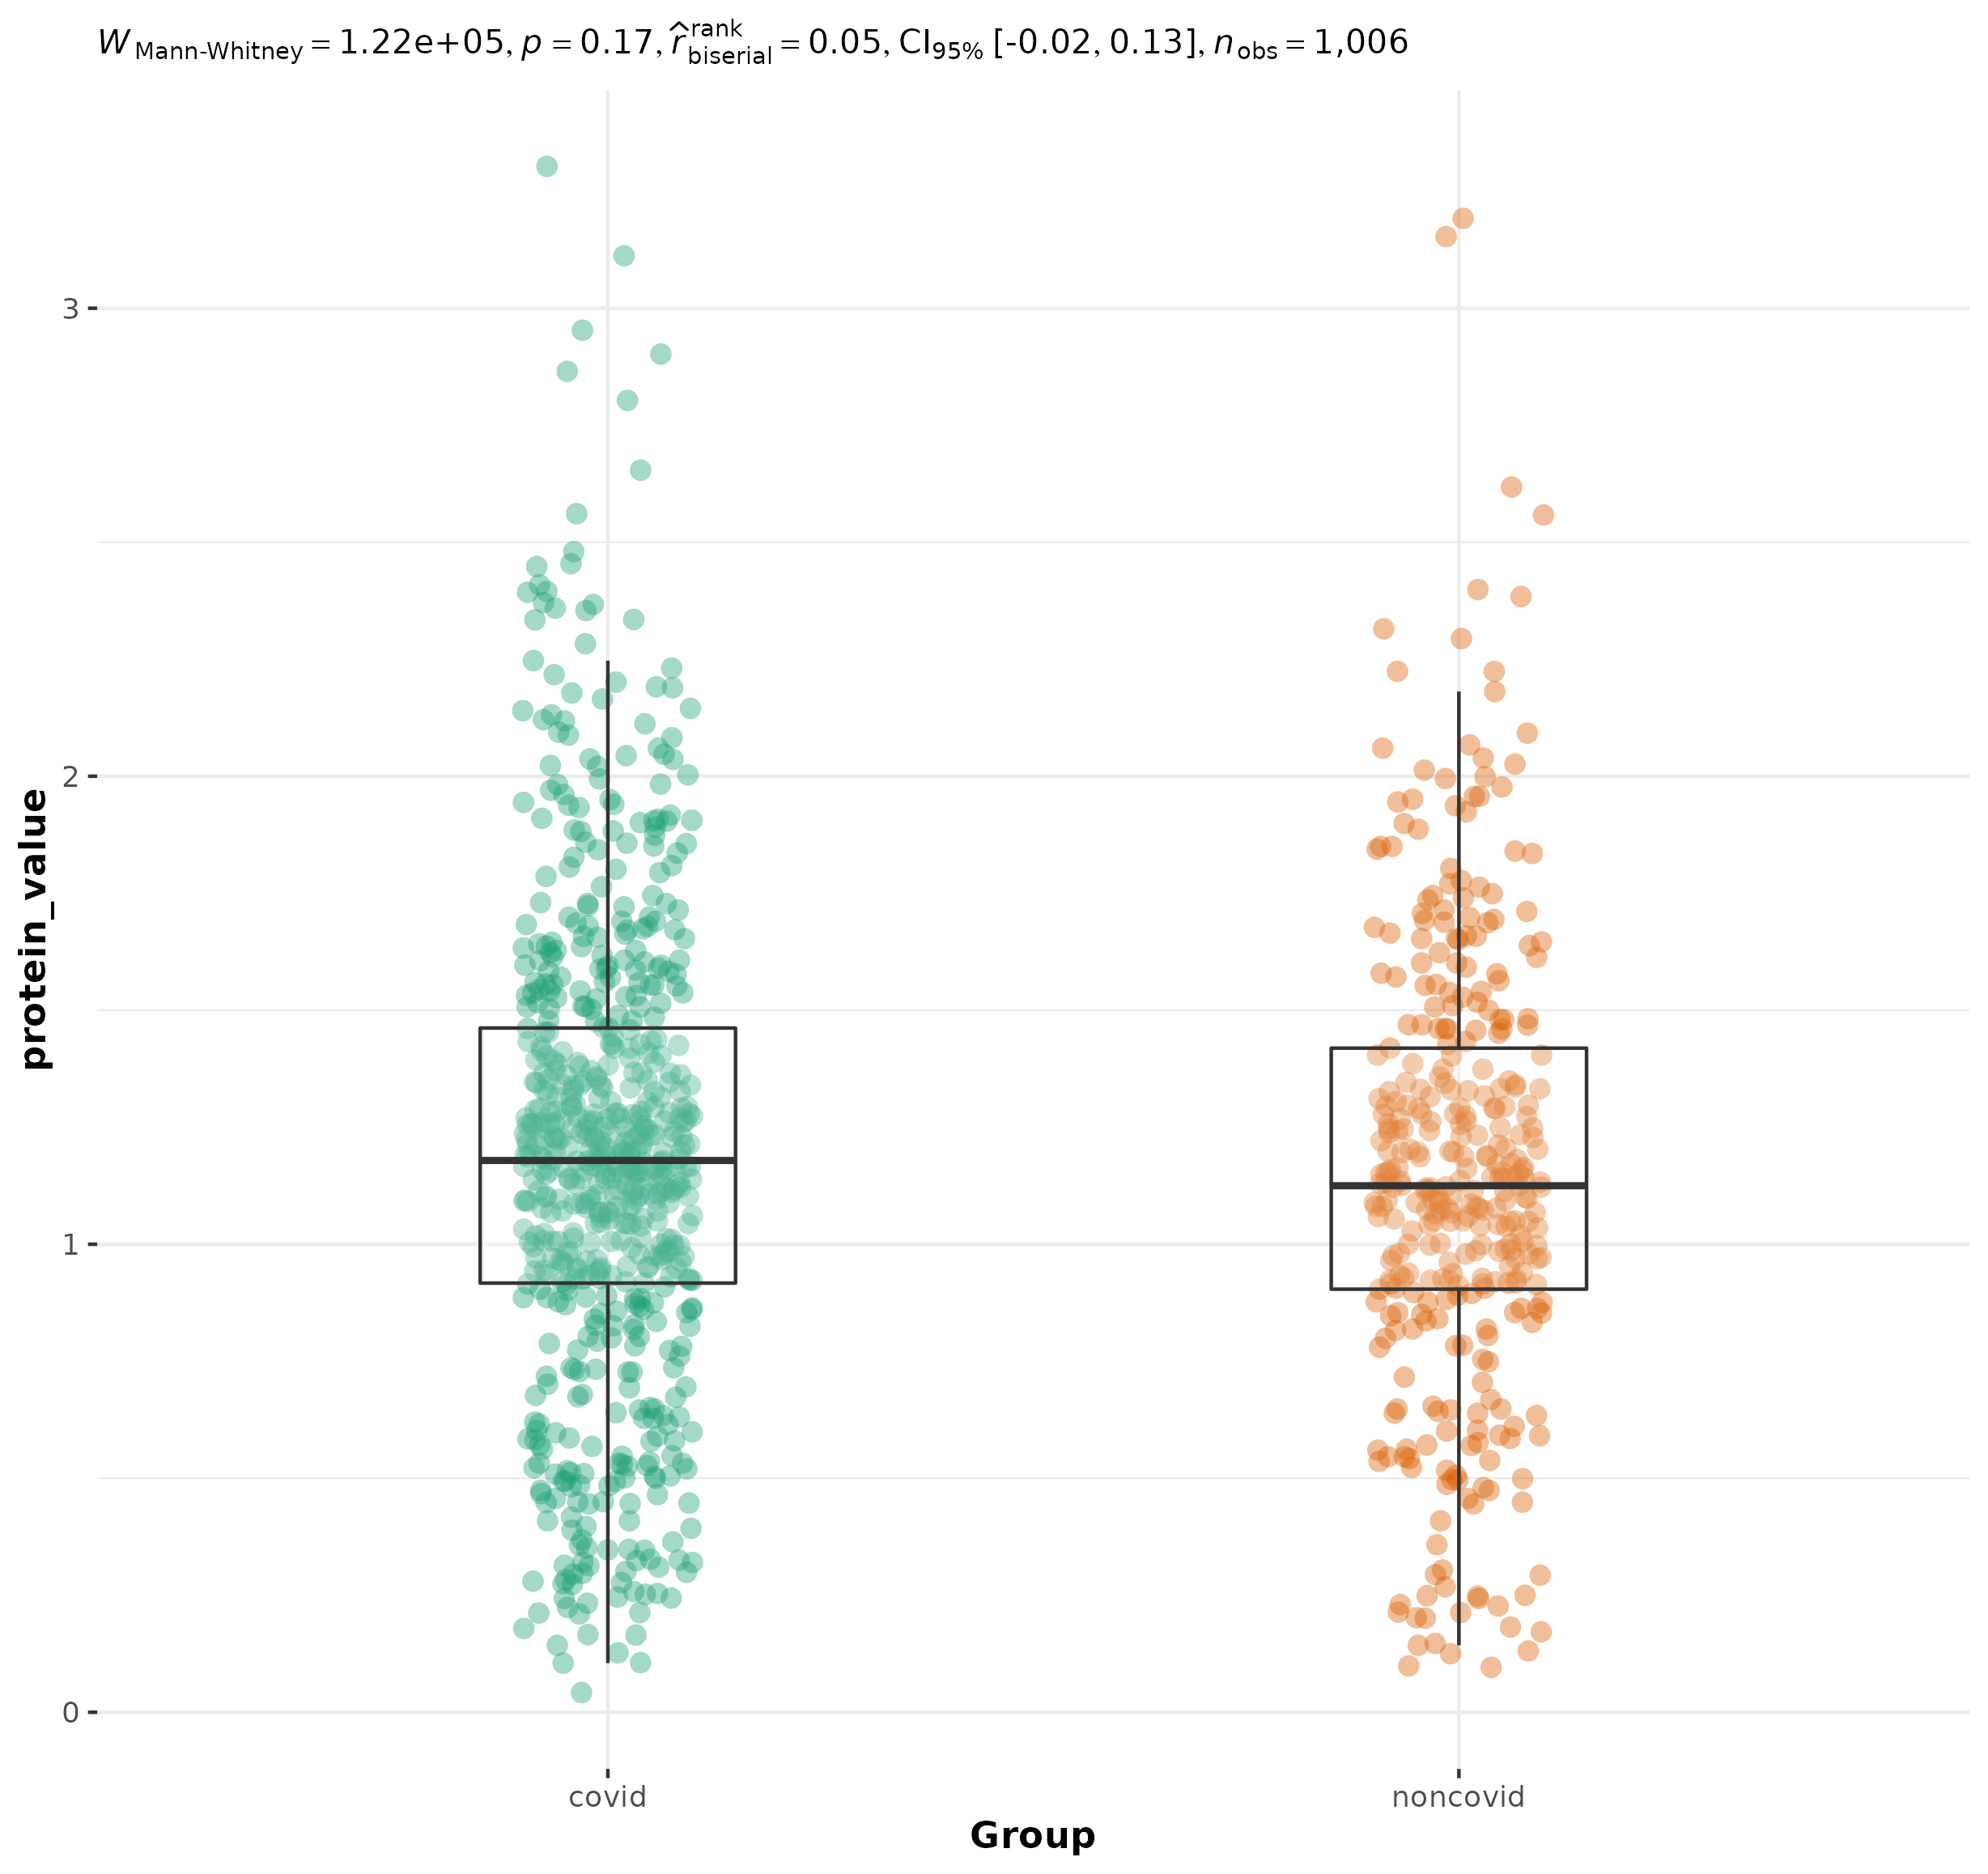 W Mann-Whitney = 1.22e+05, p = 0.17, r̂ rank biserial = 0.05, CI95% [-0.02, 0.13], n obs = 1,006
protein_value
3
2
1
0
covid noncovid
Group